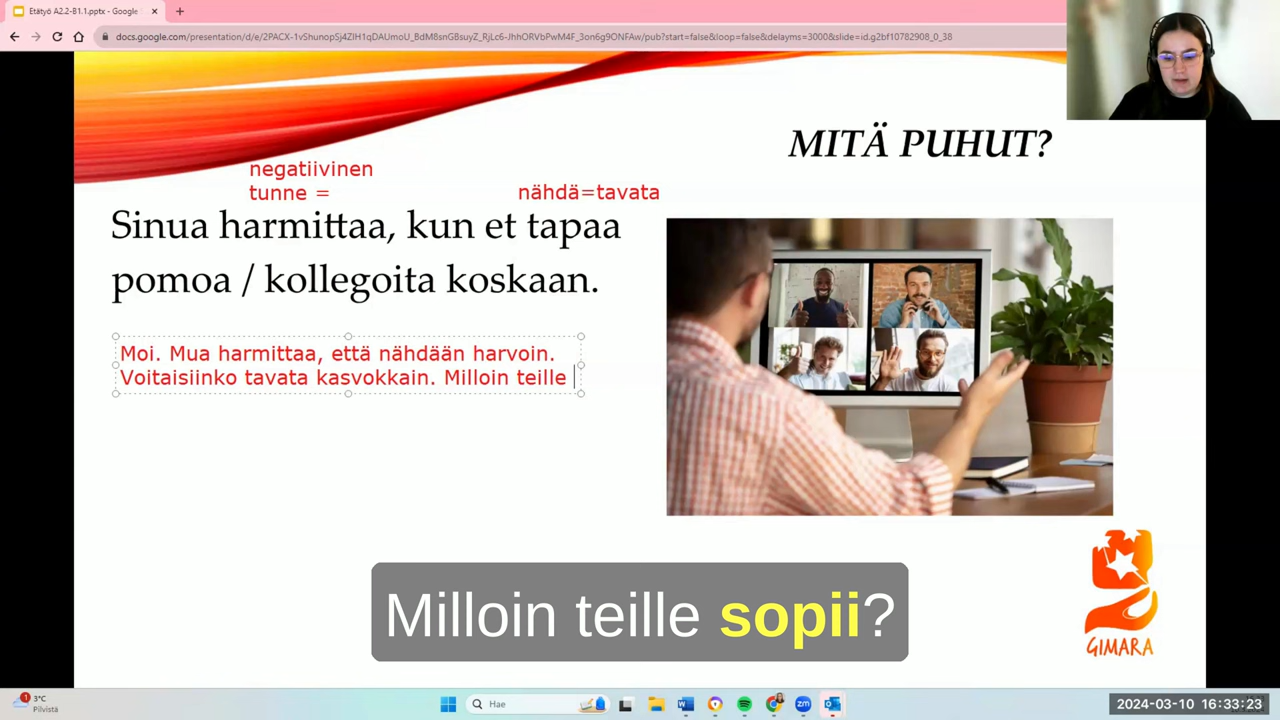 Etätyö A2.2-B1.1.pptx - Google
docs.google.com/presentation/d/e/2PACX-1vShunopSj4ZIH1qDAUmoU_BdM8snGBsuyZ_RjLc6-JhhORVbPwM4F_3on6g9ONFAw/pub?start=false&loop=false&delayms=3000&slide=id.g2bf10782908_0_38
MITÄ PUHUT?
negatiivinen
tunne =
nähdä=tavata
Sinua harmittaa, kun et tapaa
pomoa / kollegoita koskaan.
Moi. Mua harmittaa, että nähdään harvoin.
Voitaisiinko tavata kasvokkain. Milloin teille
Milloin teille sopii?
GIMARA
1
3°C
Pilvistä
Hae
2024-03-10 16:33:23